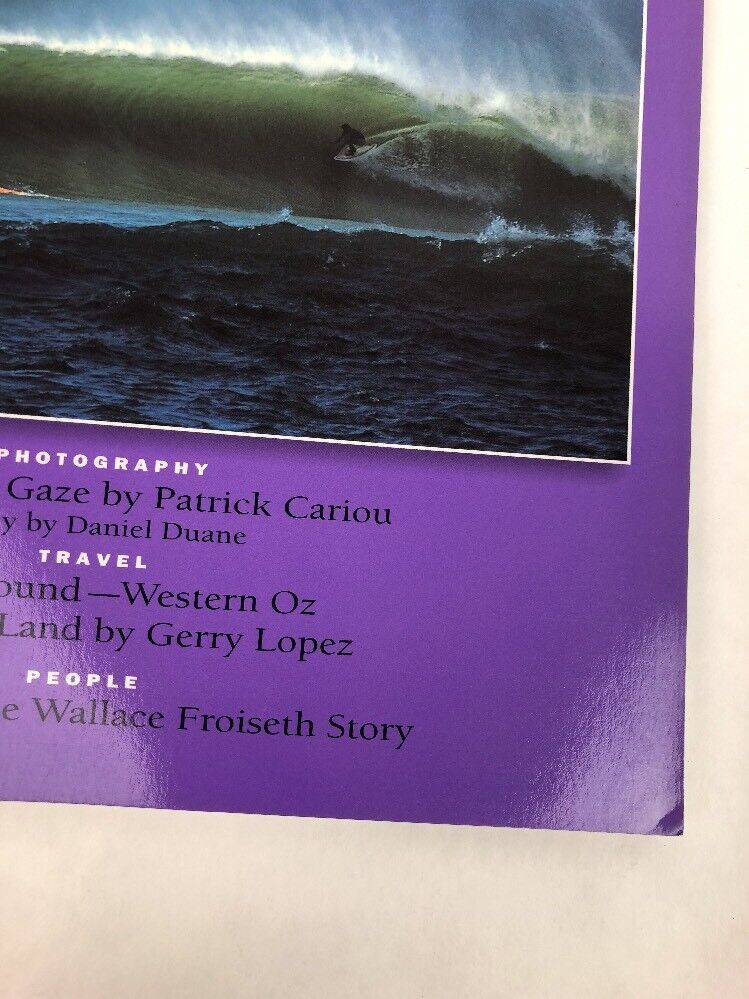 PHOTOGRAPHY
Gaze by Patrick Cariou
y by Daniel Duane
TRAVEL
ound—Western Oz
Land by Gerry Lopez
PEOPLE
e Wallace Froiseth Story